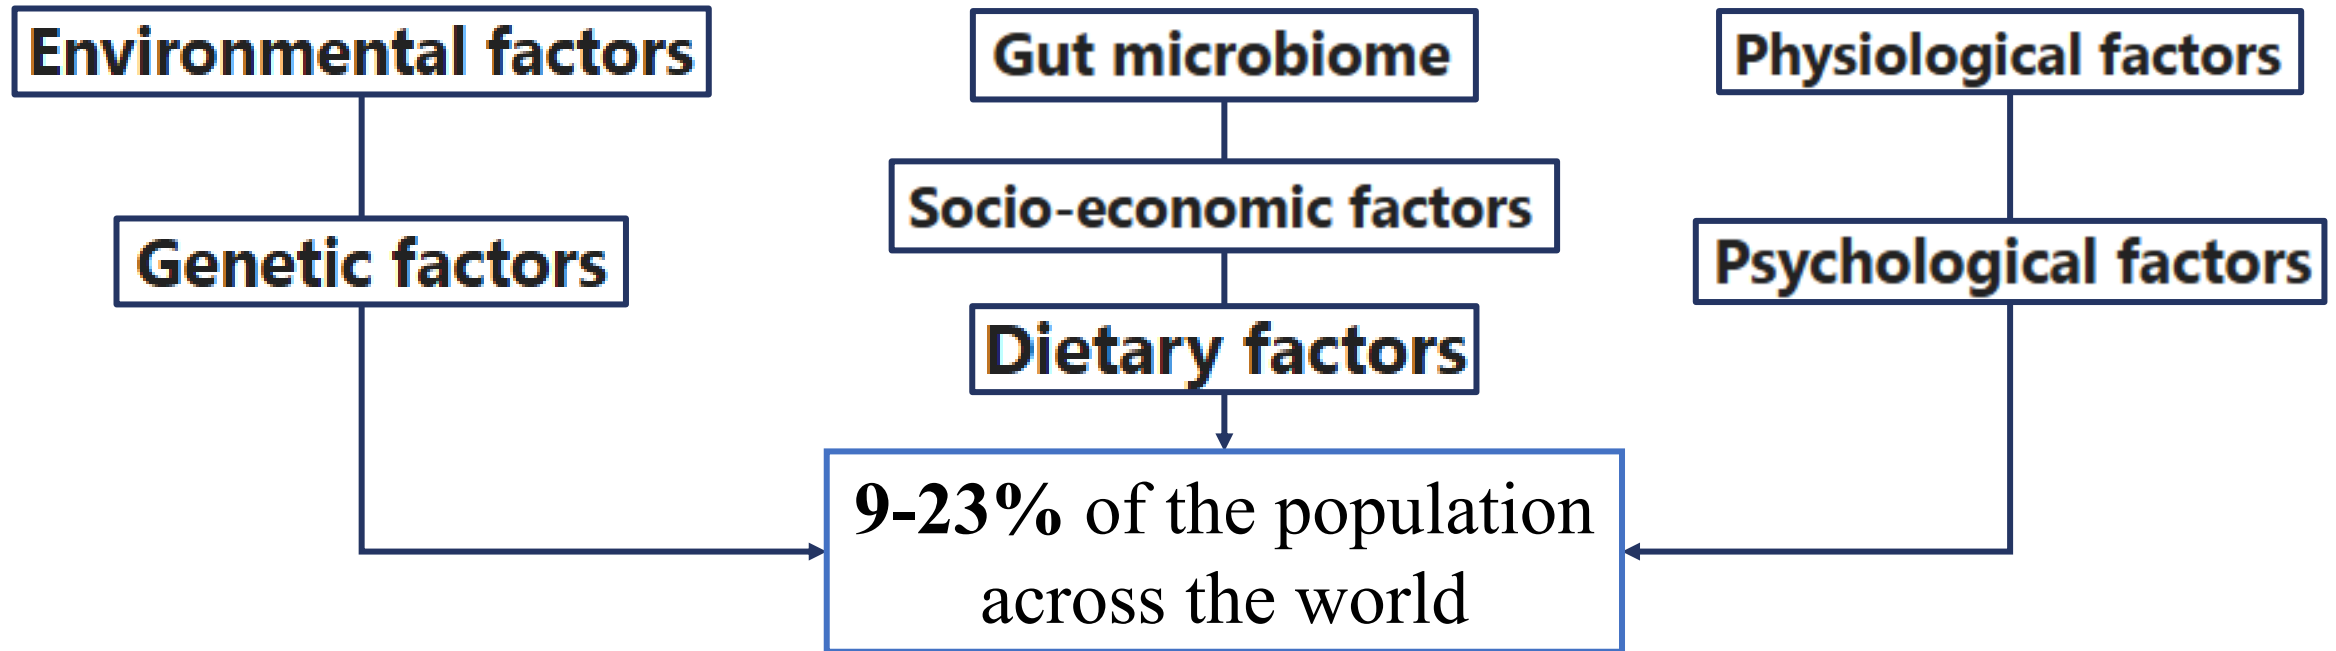 Environmental factors
Genetic factors
Gut microbiome
Socio-economic factors
Dietary factors
Physiological factors
Psychological factors
9-23% of the population
across the world